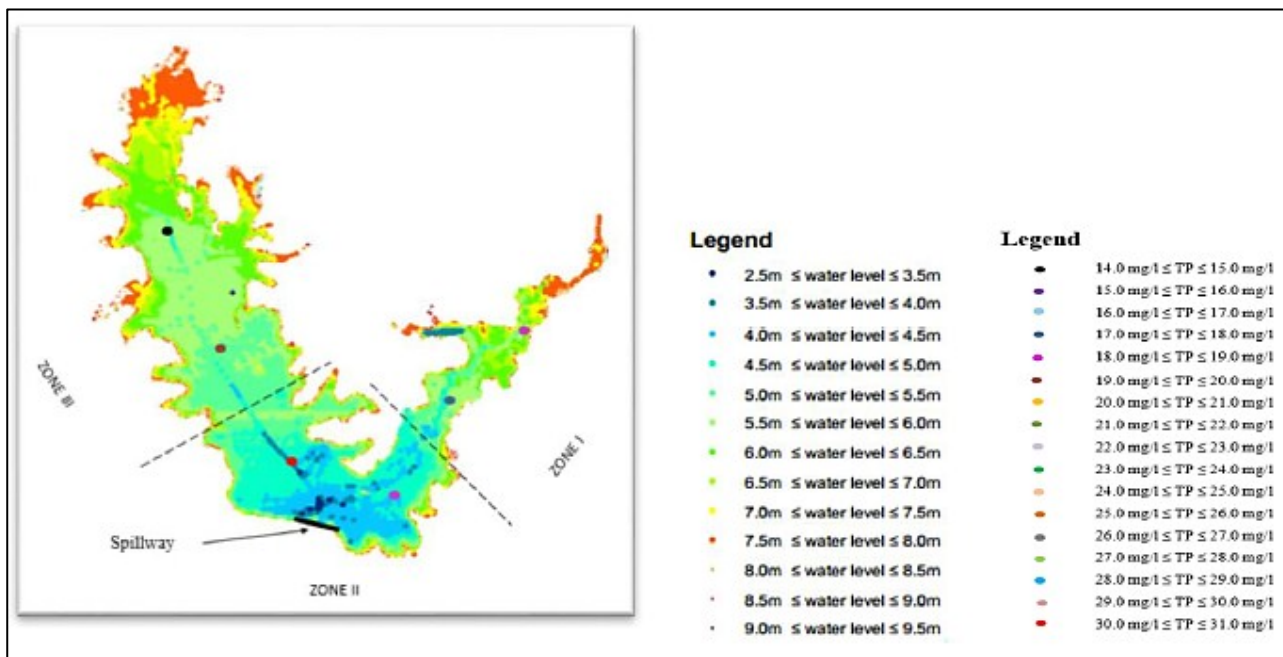 ZONE III
ZONE J
Spillway
ZONE II
Legend
2.5m ≤ water level ≤ 3.5m
3.5m ≤ water level ≤ 4.0m
4.0m ≤ water level ≤ 4.5m
4.5m ≤ water level ≤ 5.0m
5.0m ≤ water level ≤ 5.5m
5.5m ≤ water level ≤ 6.0m
6.0m ≤ water level ≤ 6.5m
6.5m ≤ water level ≤ 7.0m
7.0m ≤ water level ≤ 7.5m
7.5m ≤ water level ≤ 8.0m
8.0m ≤ water level ≤ 8.5m
8.5m ≤ water level ≤ 9.0m
9.0m ≤ water level ≤ 9.5m
Legend
14.0 mg/l ≤ TP ≤ 15.0 mg/l
15.0 mg/l ≤ TP ≤ 16.0 mg/l
16.0 mg/l ≤ TP ≤ 17.0 mg/l
17.0 mg/l ≤ TP ≤ 18.0 mg/l
18.0 mg/l ≤ TP ≤ 19.0 mg/l
19.0 mg/l ≤ TP ≤ 20.0 mg/l
20.0 mg/l ≤ TP ≤ 21.0 mg/l
21.0 mg/l ≤ TP ≤ 22.0 mg/l
22.0 mg/l ≤ TP ≤ 23.0 mg/l
23.0 mg/l ≤ TP ≤ 24.0 mg/l
24.0 mg/l ≤ TP ≤ 25.0 mg/l
25.0 mg/l ≤ TP ≤ 26.0 mg/l
26.0 mg/l ≤ TP ≤ 27.0 mg/l
27.0 mg/l ≤ TP ≤ 28.0 mg/l
28.0 mg/l ≤ TP ≤ 29.0 mg/l
29.0 mg/l ≤ TP ≤ 30.0 mg/l
30.0 mg/l ≤ TP ≤ 31.0 mg/l